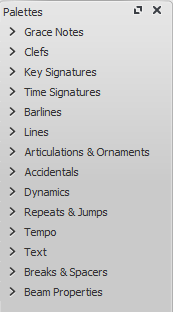 Palettes
Grace Notes
Clefs
Key Signatures
Time Signatures
Barlines
Lines
Articulations & Ornaments
Accidentals
Dynamics
Repeats & Jumps
Tempo
Text
Breaks & Spacers
Beam Properties